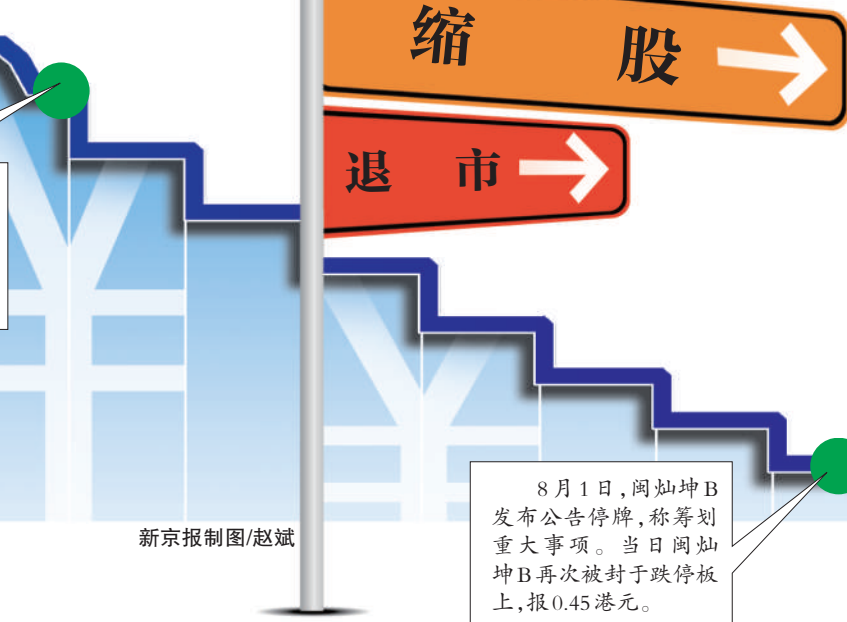 缩 股
退 市
新京报制图/赵斌
8月1日,闽灿坤B
发布公告停牌,称筹划
重大事项。当日闽灿
坤B再次被封于跌停板
上,报0.45港元。